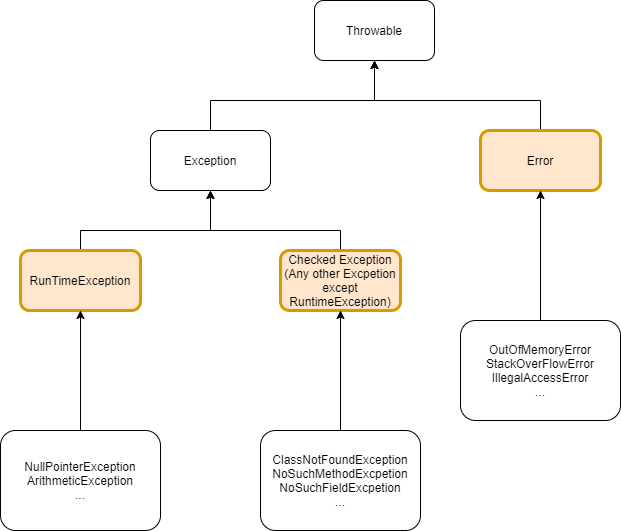 Throwable
Exception
Error
RunTimeException
Checked Exception
(Any other Excpetion
except
RuntimeException)
OutOfMemoryError
StackOverFlowError
IllegalAccessError
...
NullPointerException
ArithmeticException
...
ClassNotFoundException
NoSuchMethodExcpetion
NoSuchFieldExcpetion
...